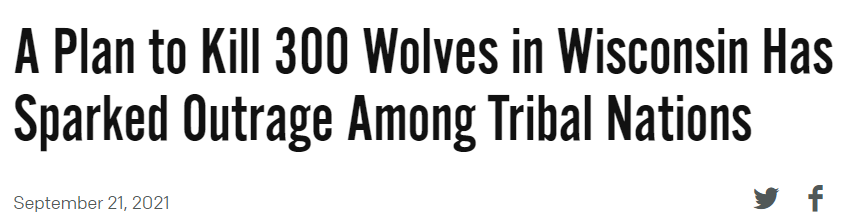 A Plan to Kill 300 Wolves in Wisconsin Has
Sparked Outrage Among Tribal Nations
September 21, 2021